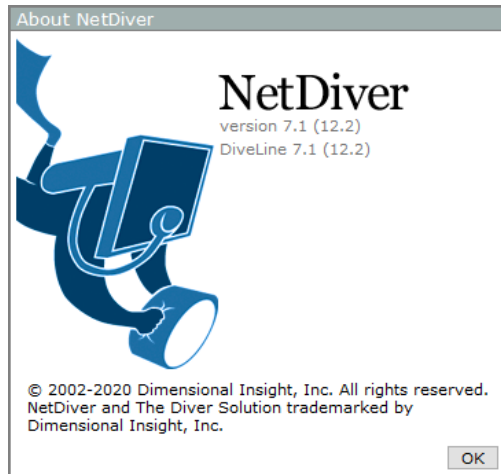 About NetDiver
NetDiver
version 7.1 (12.2)
DiveLine 7.1 (12.2)
© 2002-2020 Dimensional Insight, Inc. All rights reserved.
NetDiver and The Diver Solution trademarked by
Dimensional Insight, Inc.
OK